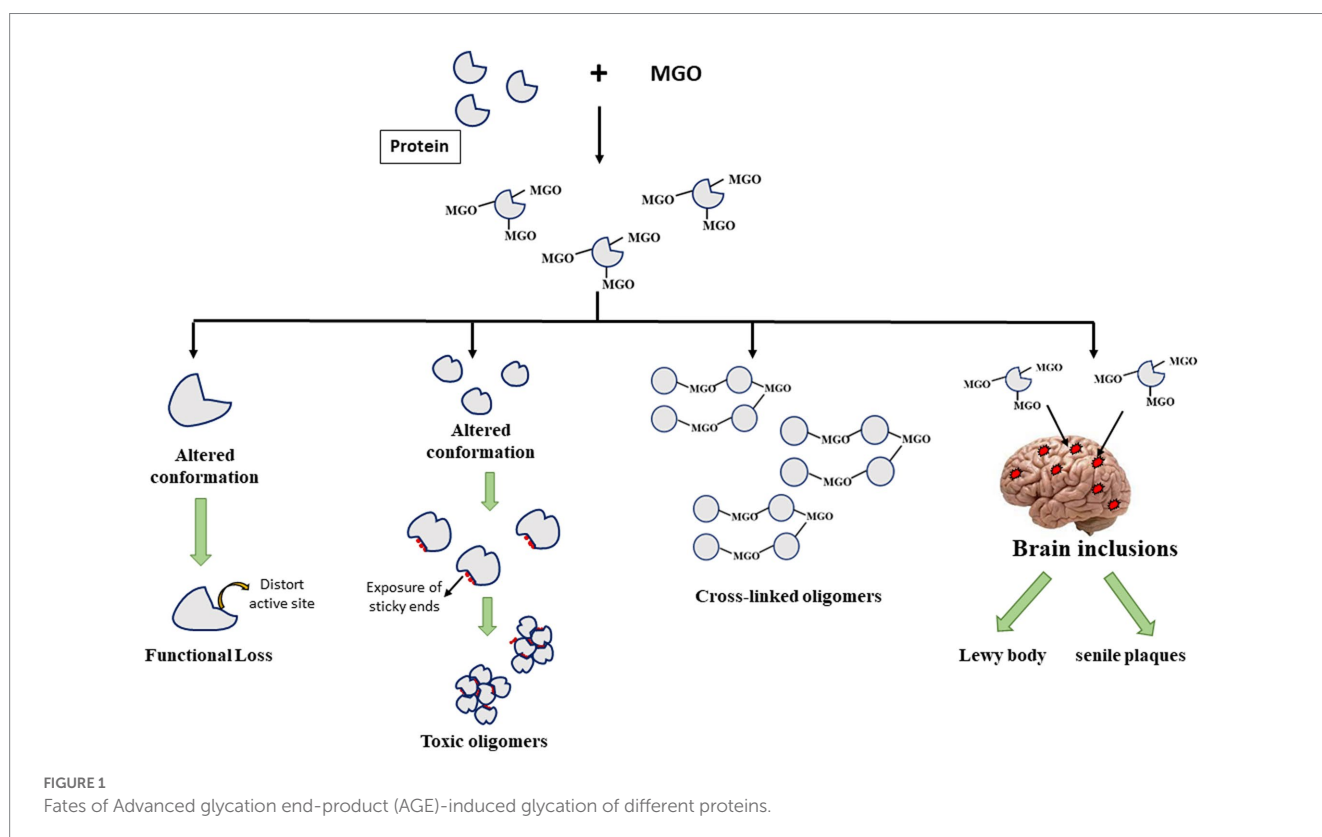 + MGO
Protein
MGO
MGO
MGO
MGO
MGO
MGO
MGO
MGO
MGO
Altered
conformation
Distort
active site
Functional Loss
Altered
conformation
Exposure of
sticky ends
Toxic oligomers
MGO
MGO
MGO
MGO
MGO
MGO
MGO
MGO
MGO
Cross-linked oligomers
MGO
MGO
MGO
MGO
MGO
MGO
Brain inclusions
Lewy body
senile plaques
FIGURE 1
Fates of Advanced glycation end-product (AGE)-induced glycation of different proteins.